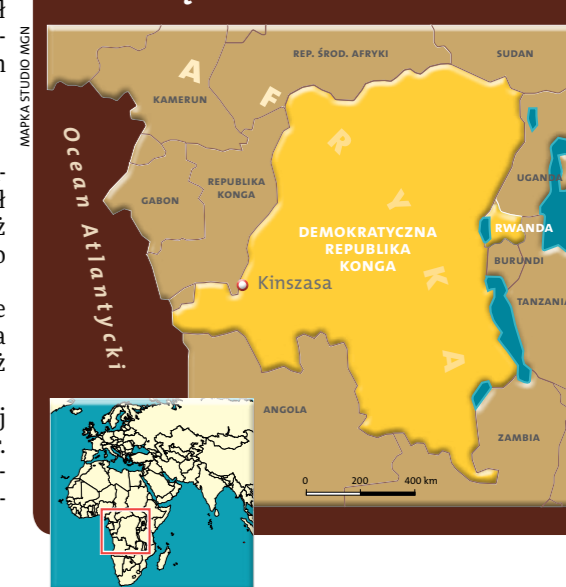 ł
-
n
MAPKA STUDIO MGN
-
ł
ż
o
e
a
ż
j
r.
-
-
AFRYKA
REP. ŚROD. AFRYKI
SUDAN
KAMERUN
Ocean Atlantycki
GABON
REPUBLIKA
KONGA
UGANDA
DEMOKRATYCZNA
REPUBLIKA
KONGA
RWANDA
BURUNDI
Kinszasa
TANZANIA
ANGOLA
ZAMBIA
0 200 400 km